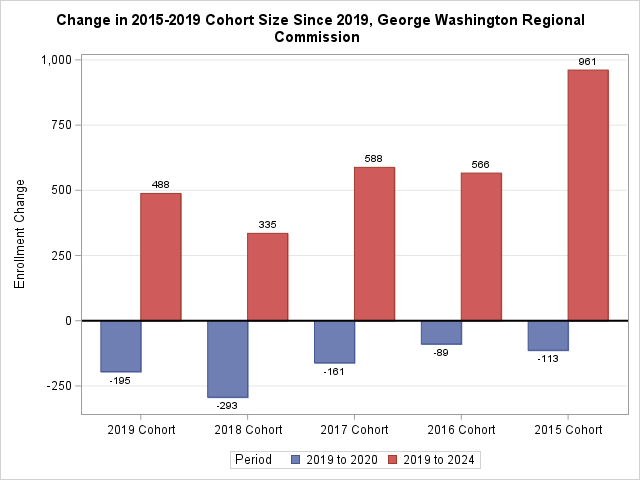 Change in 2015-2019 Cohort Size Since 2019, George Washington Regional
Commission
1,000
750
500
250
0
-250
Enrollment Change
488
335
588
566
961
-195
-293
-161
-89
-113
2019 Cohort
2018 Cohort
2017 Cohort
2016 Cohort
2015 Cohort
Period 2019 to 2020 2019 to 2024